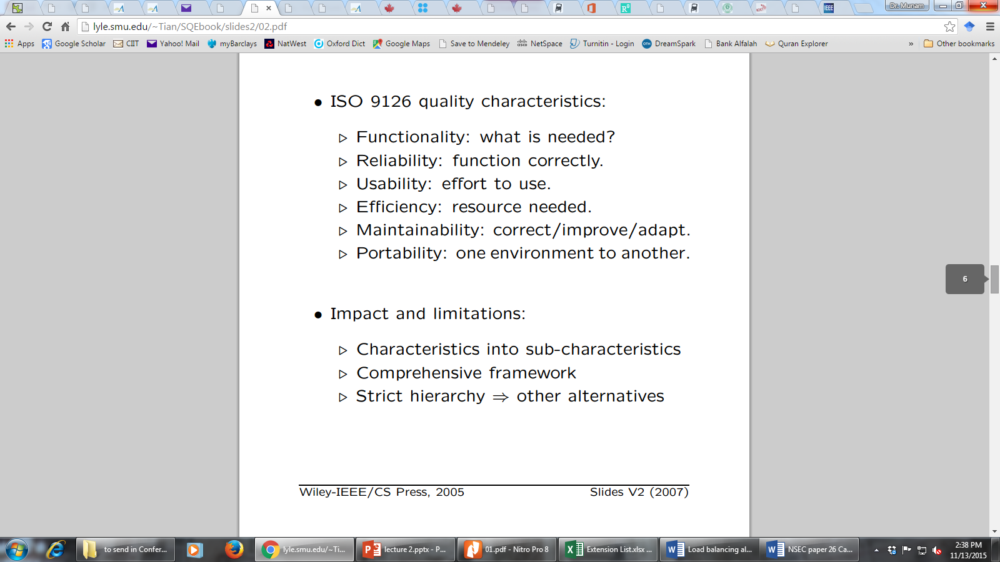 Dr. Munam
lyle.smu.edu/~Tian/SQEbook/slides2/02.pdf
Apps Google Scholar CIIT Yahoo! Mail myBarclays NatWest Oxford Dict Google Maps Save to Mendeley NetSpace Turnitin - Login DreamSpark Bank Alfalah Quran Explorer » Other bookmarks
• ISO 9126 quality characteristics:
▷ Functionality: what is needed?
▷ Reliability: function correctly.
▷ Usability: effort to use.
▷ Efficiency: resource needed.
▷ Maintainability: correct/improve/adapt.
▷ Portability: one environment to another.
6
• Impact and limitations:
▷ Characteristics into sub-characteristics
▷ Comprehensive framework
▷ Strict hierarchy ⇒ other alternatives
Wiley-IEEE/CS Press, 2005 Slides V2 (2007)
to send in Confer... lyle.smu.edu/~Ti... lecture 2.pptx - P... 01.pdf - Nitro Pro 8 Extension List.xlsx ... Load balancing al... NSEC paper 26 Ca... 2:38 PM
11/13/2015